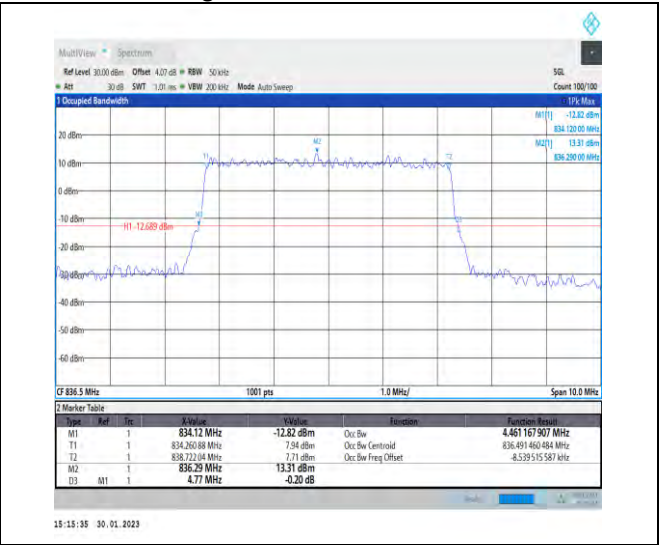 MultiView Spectrum
Ref Level 30.00 dBm Offset 4.07 dB RBW 50 kHz SGL
Att 30 dB SWT 1.01 ms VBW 200 kHz Mode Auto Sweep Count 100/100
1 Occupied Bandwidth 1Pk Max
M1[1] -12.82 dBm
834.120 00 MHz
M2[1] 13.31 dBm
836.290 00 MHz
20 dBm
M2
T1 T2
10 dBm
0 dBm
-10 dBm
H1 -12.689 dBm
-20 dBm
-30 dBm
-40 dBm
-50 dBm
-60 dBm
CF 836.5 MHz 1001 pts 1.0 MHz/ Span 10.0 MHz
2 Marker Table
Type Ref Trc X-Value Y-Value Function Function Result
M1 1 834.12 MHz -12.82 dBm Occ Bw 4.461 167 907 MHz
T1 1 834.260 88 MHz 7.94 dBm Occ Bw Centroid 836.491 460 484 MHz
T2 1 838.722 04 MHz 7.71 dBm Occ Bw Freq Offset -8.539 515 587 kHz
M2 1 836.29 MHz 13.31 dBm
D3 M1 1 4.77 MHz -0.20 dB
15:15:35 30.01.2023